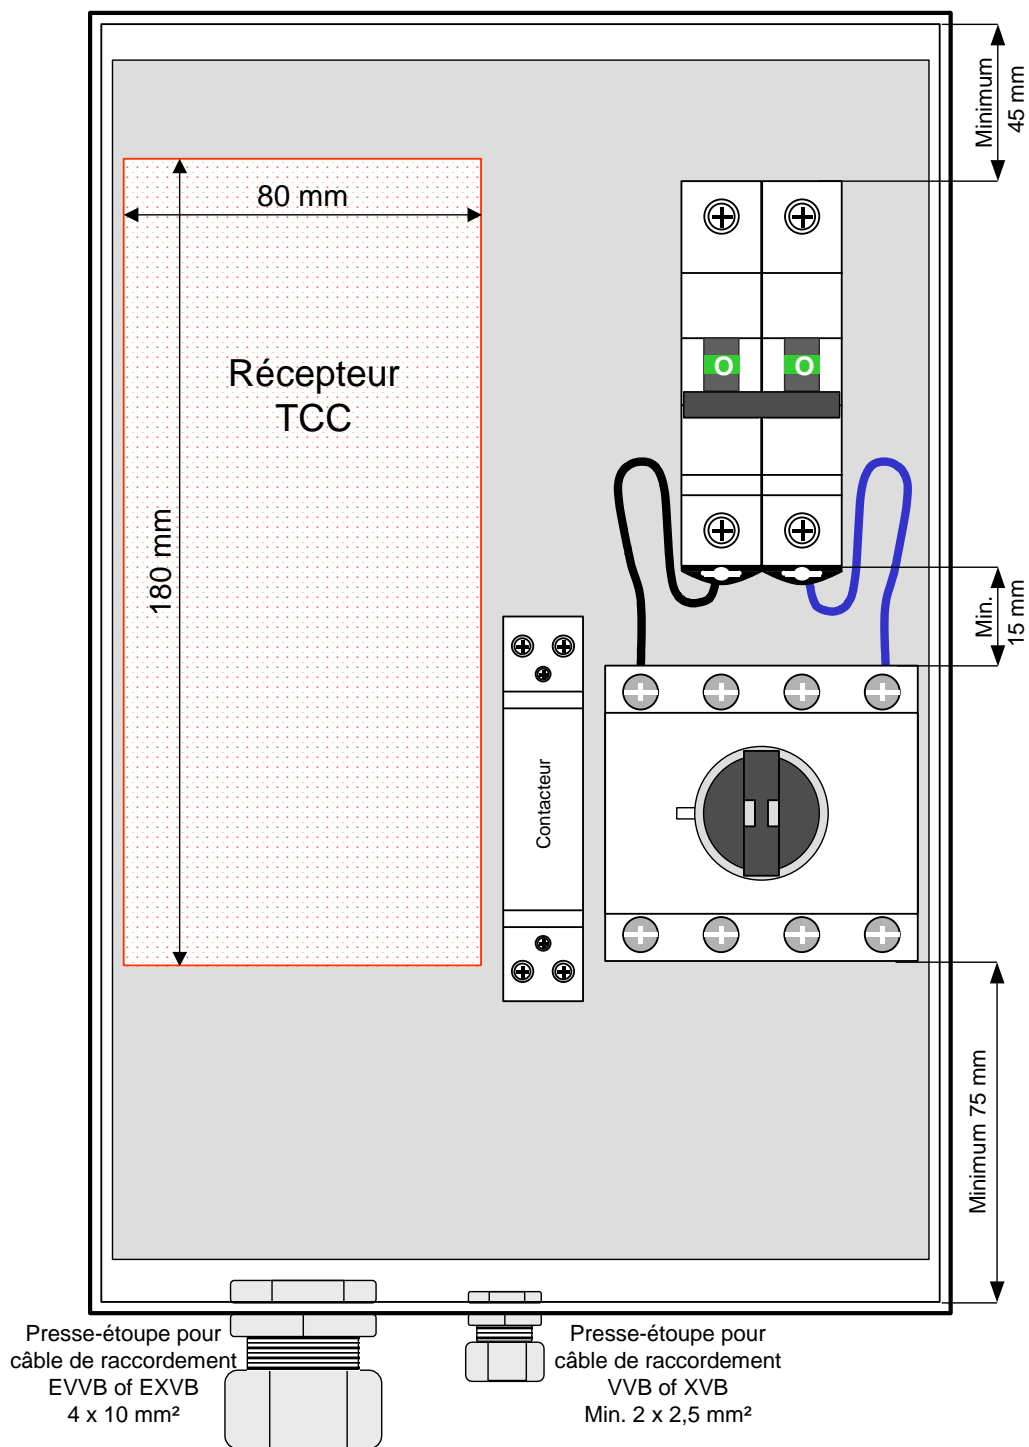 Minimum
45 mm
80 mm
Récepteur
TCC
180 mm
O O
Min.
15 mm
Contacteur
Minimum 75 mm
Presse-étoupe pour
câble de raccordement
EVVB of EXVB
4 x 10 mm²
Presse-étoupe pour
câble de raccordement
VVB of XVB
Min. 2 x 2,5 mm²